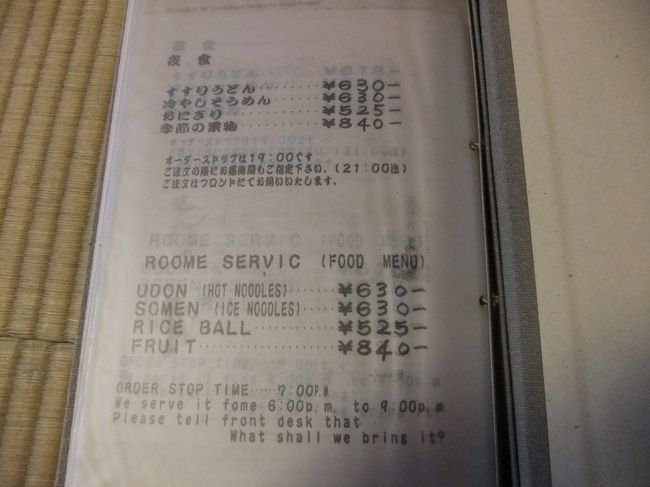 夜食
すすりうどん………¥630-
冷やしそうめん………¥630-
おにぎり………¥525-
季節の果物………¥840-
オーダーストップは19:00です
ご注文の際にお届時間もご指定下さい.(21:00迄)
ご注文はフロントにてお伺いいたします.
ROOME SERVIC (FOOD MENU)
UDON (HOT NOODLES)……¥630-
SOMEN (ICE NOODLES)……¥630-
RICE BALL………¥525-
FRUIT………¥840-
ORDER STOP TIME……7:00P.M
We serve it fome 6:00p.m. to 9:00p.m
Please tell front desk that
What shall we bring it?